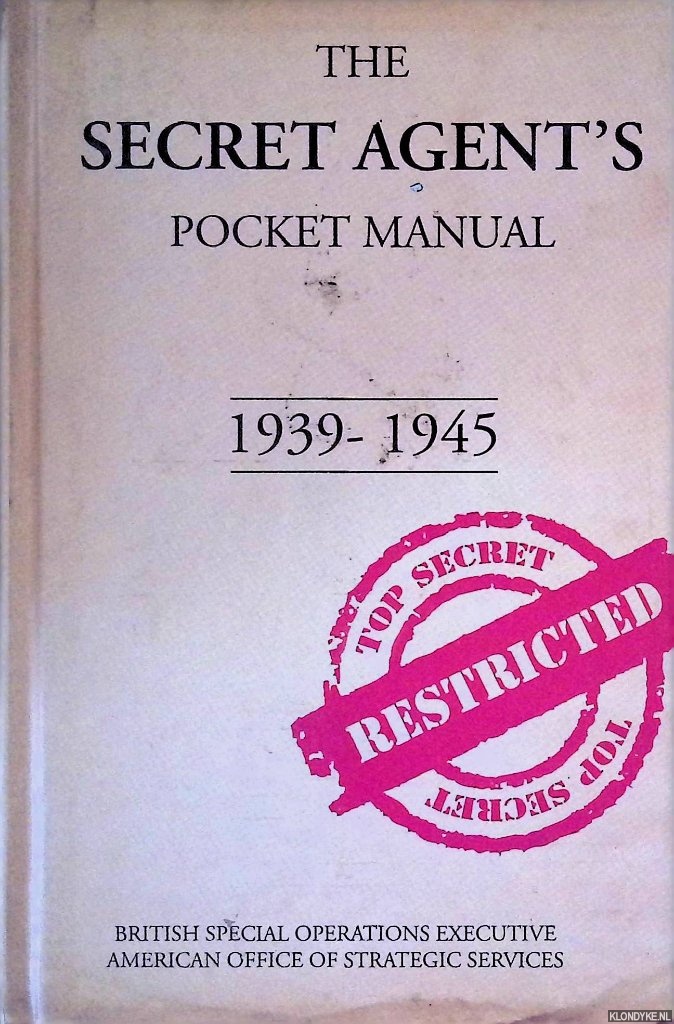 THE
SECRET AGENT'S
POCKET MANUAL
1939- 1945
TOP SECRET
RESTRICTED
TOP SECRET
BRITISH SPECIAL OPERATIONS EXECUTIVE
AMERICAN OFFICE OF STRATEGIC SERVICES
KLONDYKE.NL